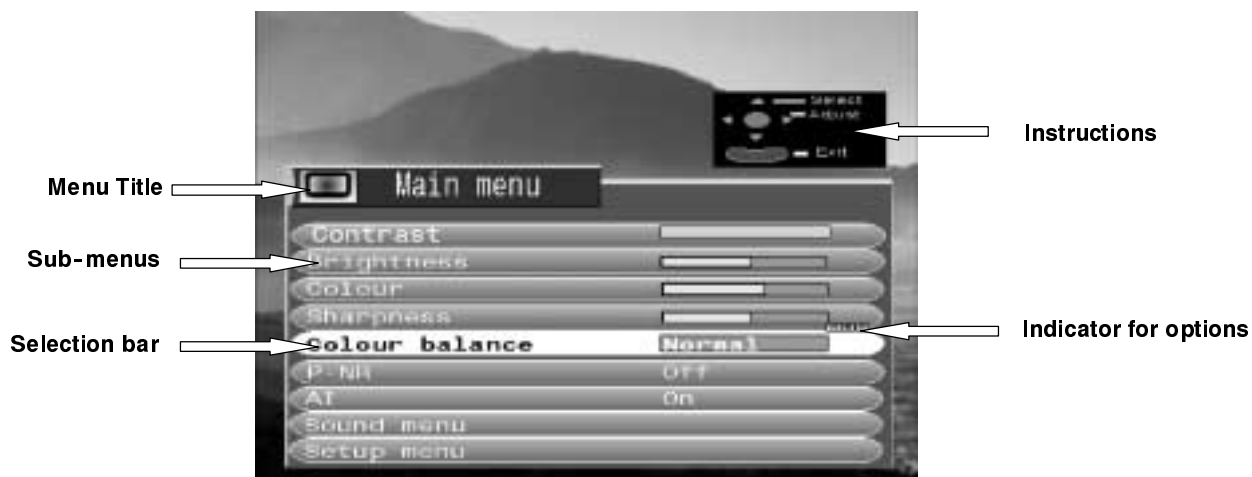 Select
Adjust
Exit
Instructions
Menu Title
Main menu
Contrast
Sub-menus
Brightness
Colour
Sharpness
Selection bar
Colour balance
Normal
Indicator for options
P-NR
Off
AI
On
Sound menu
Setup menu